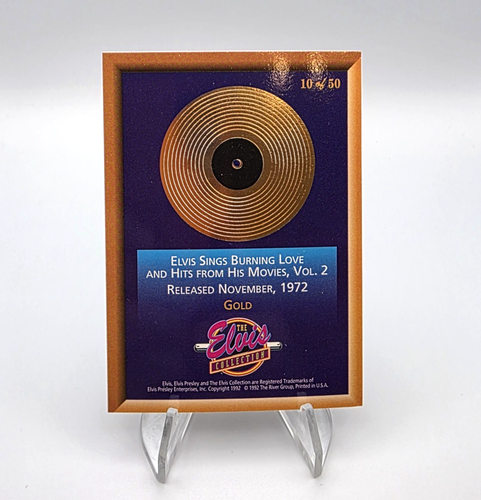 10 of 50
ELVIS SINGS BURNING LOVE
AND HITS FROM HIS MOVIES, VOL. 2
RELEASED NOVEMBER, 1972
GOLD
THE
Elvis
COLLECTION
Elvis, Elvis Presley and The Elvis Collection are Registered Trademarks of
Elvis Presley Enterprises, Inc. Copyright 1992 © 1992 The River Group, Printed in U.S.A.